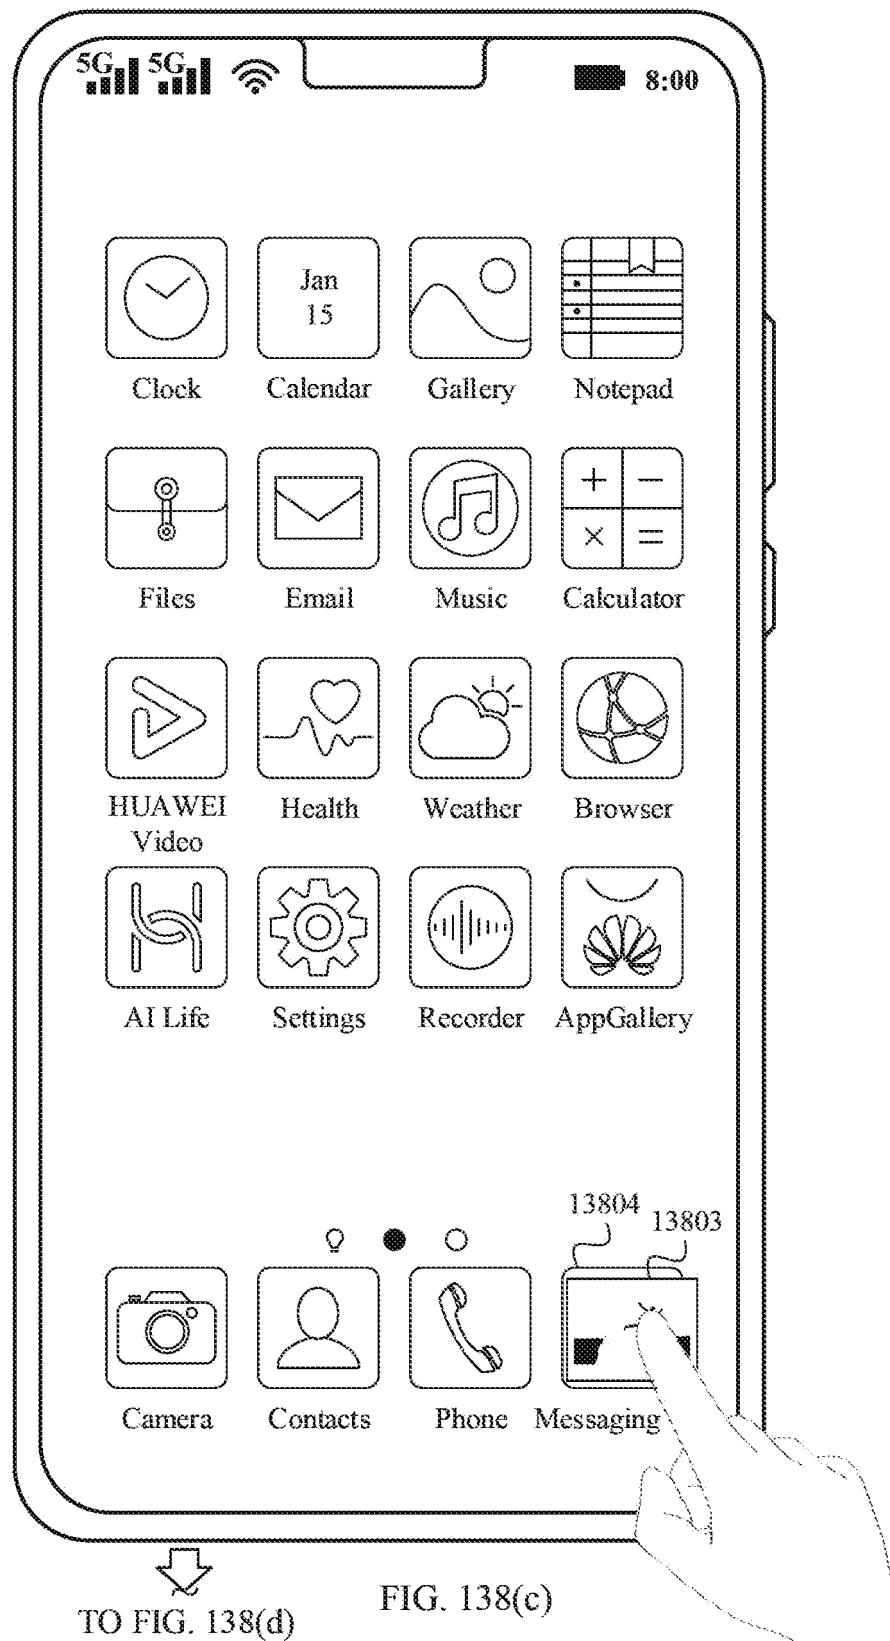 5G 5G 8:00
Jan
15
Clock Calendar Gallery Notepad
+ −
× =
Files Email Music Calculator
HUAWEI Health Weather Browser
Video
AI Life Settings Recorder AppGallery
13804
13803
Camera Contacts Phone Messaging
FIG. 138(c)
TO FIG. 138(d)